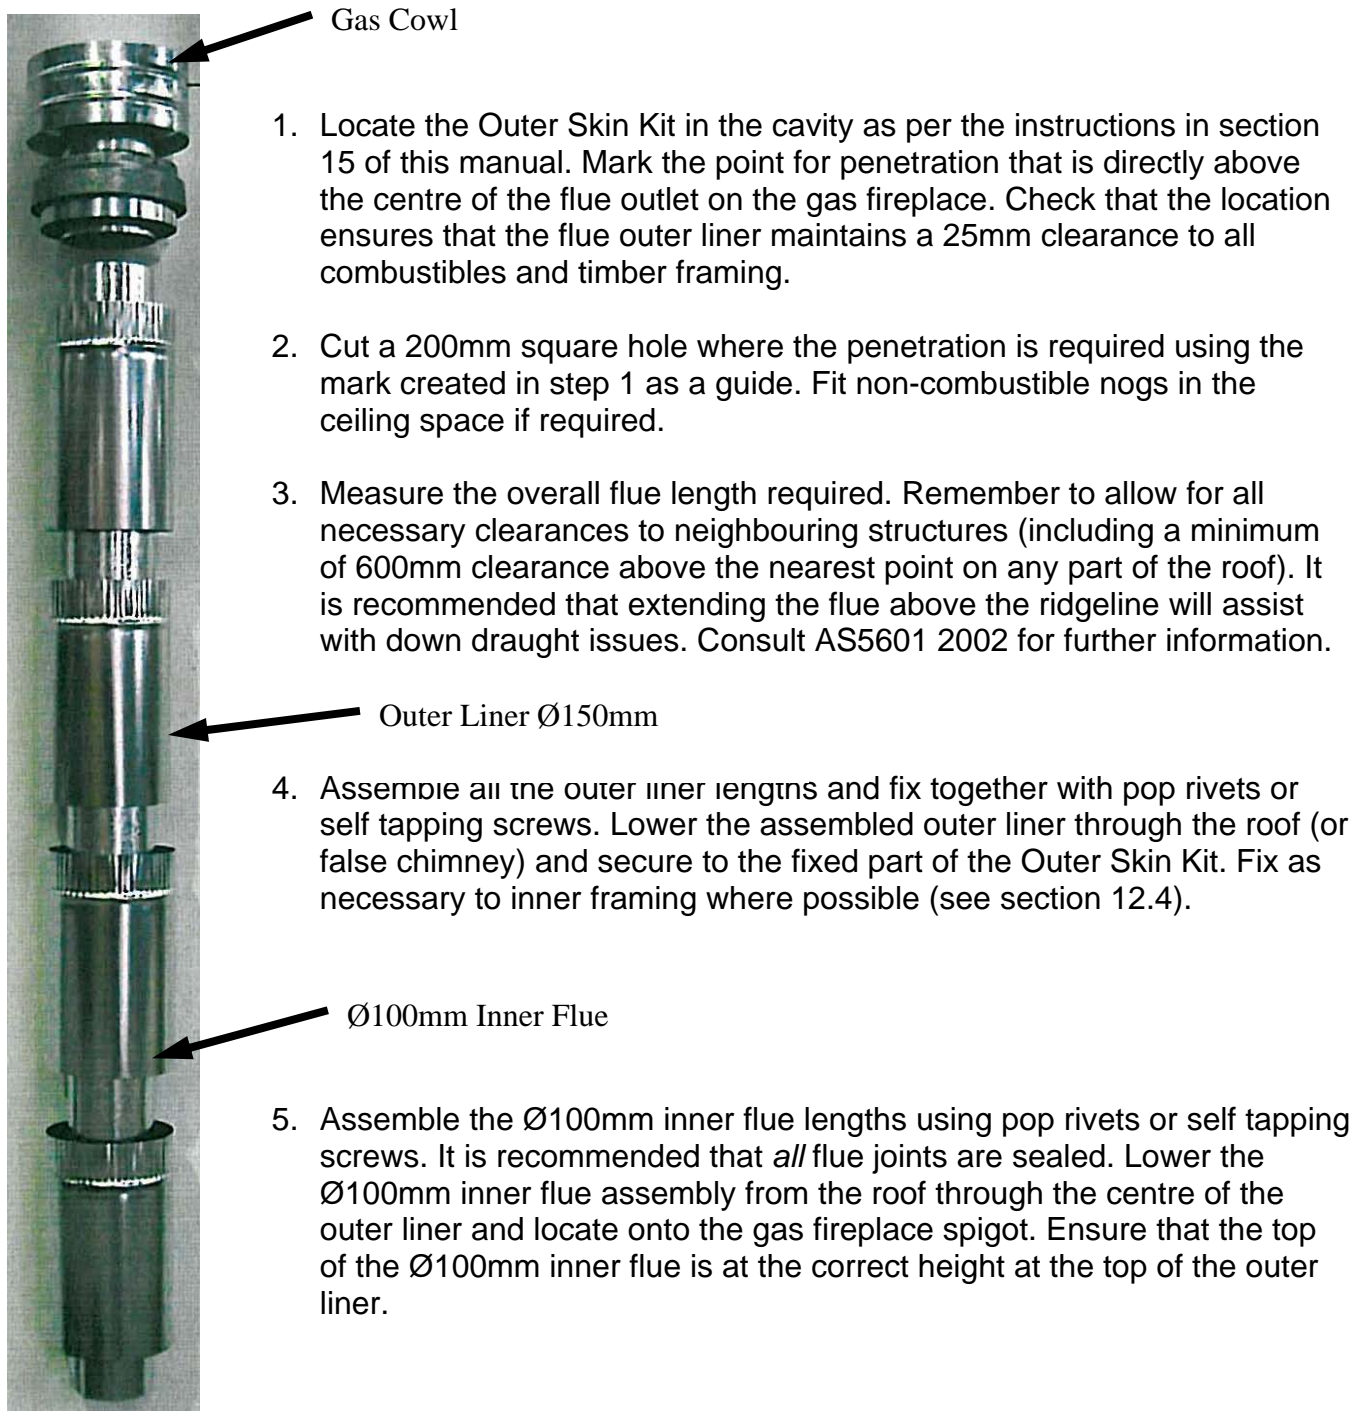 Gas Cowl
1. Locate the Outer Skin Kit in the cavity as per the instructions in section
15 of this manual. Mark the point for penetration that is directly above
the centre of the flue outlet on the gas fireplace. Check that the location
ensures that the flue outer liner maintains a 25mm clearance to all
combustibles and timber framing.
2. Cut a 200mm square hole where the penetration is required using the
mark created in step 1 as a guide. Fit non-combustible nogs in the
ceiling space if required.
3. Measure the overall flue length required. Remember to allow for all
necessary clearances to neighbouring structures (including a minimum
of 600mm clearance above the nearest point on any part of the roof). It
is recommended that extending the flue above the ridgeline will assist
with down draught issues. Consult AS5601 2002 for further information.
Outer Liner Ø150mm
4. Assemble all the outer liner lengths and fix together with pop rivets or
self tapping screws. Lower the assembled outer liner through the roof (or
false chimney) and secure to the fixed part of the Outer Skin Kit. Fix as
necessary to inner framing where possible (see section 12.4).
Ø100mm Inner Flue
5. Assemble the Ø100mm inner flue lengths using pop rivets or self tapping
screws. It is recommended that all flue joints are sealed. Lower the
Ø100mm inner flue assembly from the roof through the centre of the
outer liner and locate onto the gas fireplace spigot. Ensure that the top
of the Ø100mm inner flue is at the correct height at the top of the outer
liner.